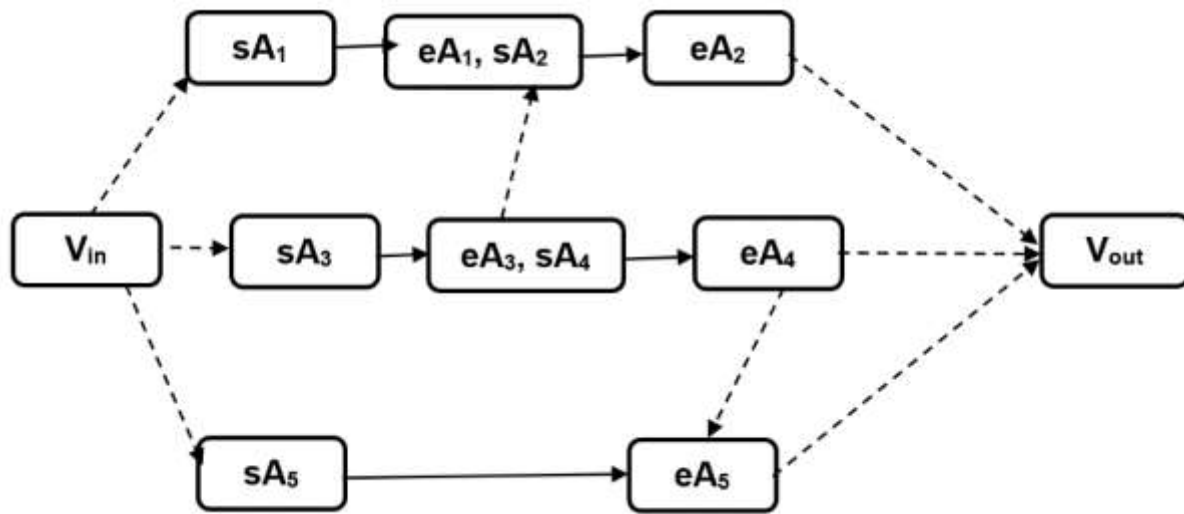 sA₁
eA₁, sA₂
eA₂
Vin
sA₃
eA₃, sA₄
eA₄
Vout
sA₅
eA₅